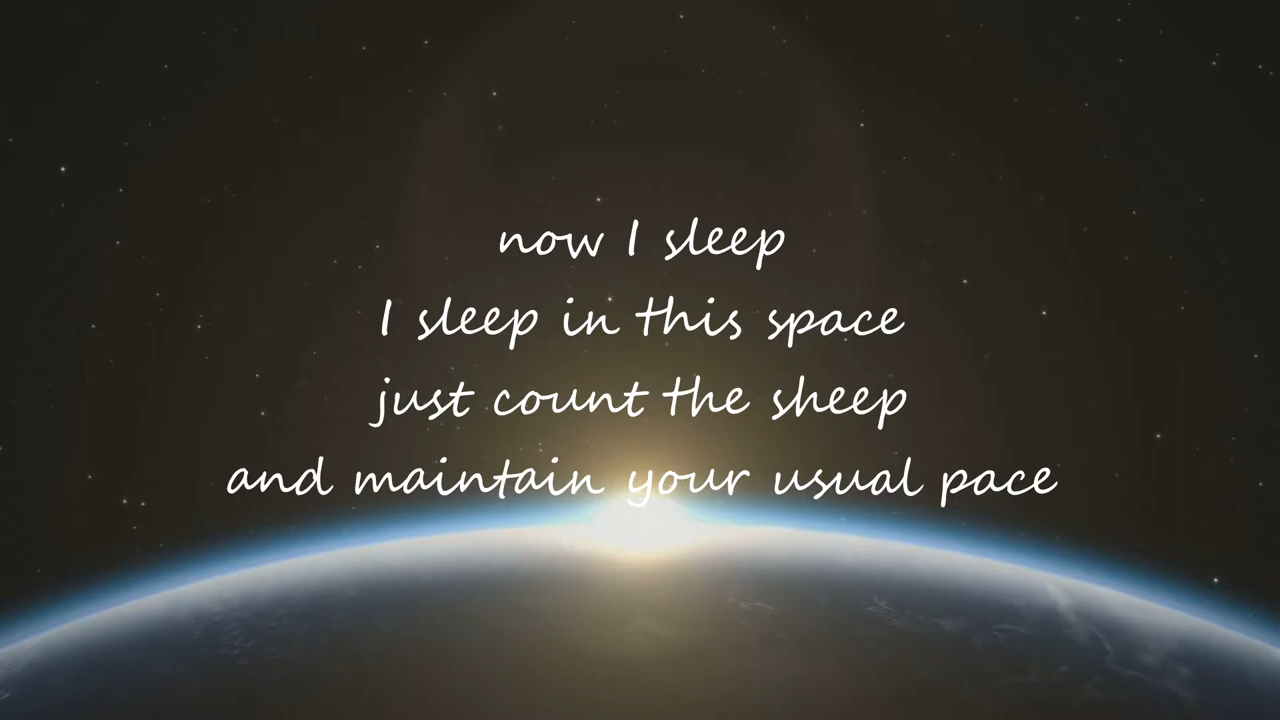 now I sleep
I sleep in this space
just count the sheep
and maintain your usual pace